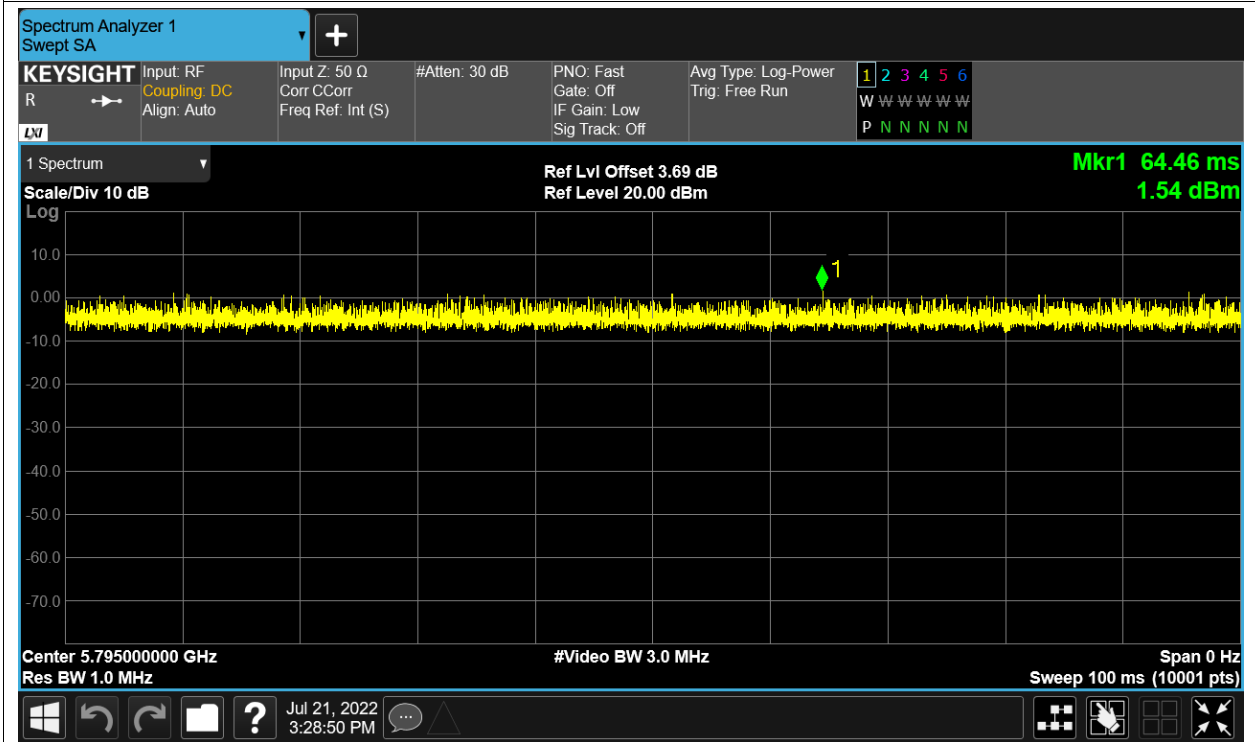 Spectrum Analyzer 1
Swept SA
+
KEYSIGHT
R
LXI
Input: RF
Coupling: DC
Align: Auto
Input Z: 50 Ω
Corr CCorr
Freq Ref: Int (S)
#Atten: 30 dB
PNO: Fast
Gate: Off
IF Gain: Low
Sig Track: Off
Avg Type: Log-Power
Trig: Free Run
1 2 3 4 5 6
W W W W W W
P N N N N N
1 Spectrum
Scale/Div 10 dB
Log
Ref Lvl Offset 3.69 dB
Ref Level 20.00 dBm
Mkr1 64.46 ms
1.54 dBm
1
10.0
0.00
-10.0
-20.0
-30.0
-40.0
-50.0
-60.0
-70.0
Center 5.795000000 GHz
Res BW 1.0 MHz
#Video BW 3.0 MHz
Span 0 Hz
Sweep 100 ms (10001 pts)
?
Jul 21, 2022
3:28:50 PM